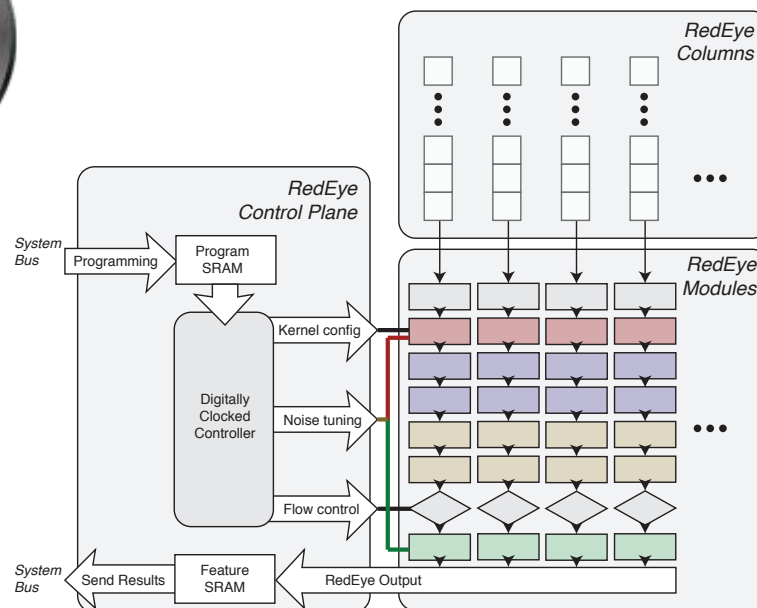 RedEye
Columns
RedEye
Control Plane
System
Bus
Programming
Program
SRAM
RedEye
Modules
Kernel config
Digitally
Clocked
Controller
Noise tuning
Flow control
System
Bus
Send Results
Feature
SRAM
RedEye Output